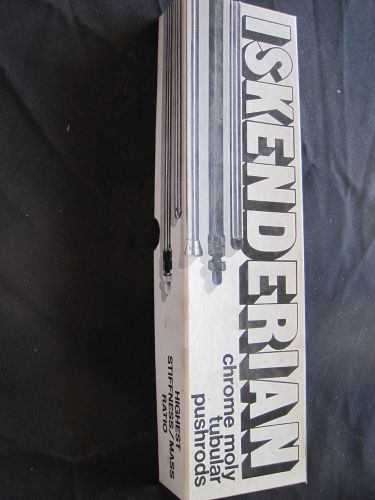 ISKENDERIAN
chrome moly
tubular
pushrods
HIGHEST
STIFFNESS/MASS
RATIO